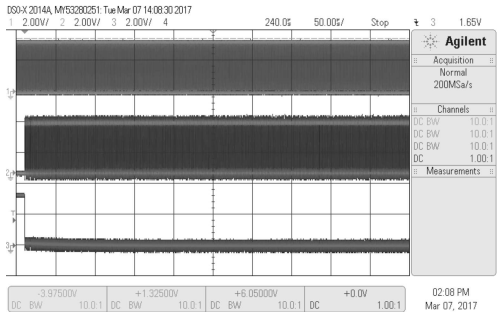 DSO-X 2014A, MY53280251: Tue Mar 07 14:08:30 2017
1 2.00V/ 2 2.00V/ 3 2.00V/ 4 240.0s 50.00s/ Stop 3 1.65V
Agilent
Acquisition
Normal
200MSa/s
Channels
DC BW 10.0:1
DC BW 10.0:1
DC BW 10.0:1
DC 1.00:1
Measurements
1
2
T
3
-3.97500V +1.32500V +6.05000V +0.0V
DC BW 10.0:1 DC BW 10.0:1 DC BW 10.0:1 DC 1.00:1
02:08 PM
Mar 07, 2017